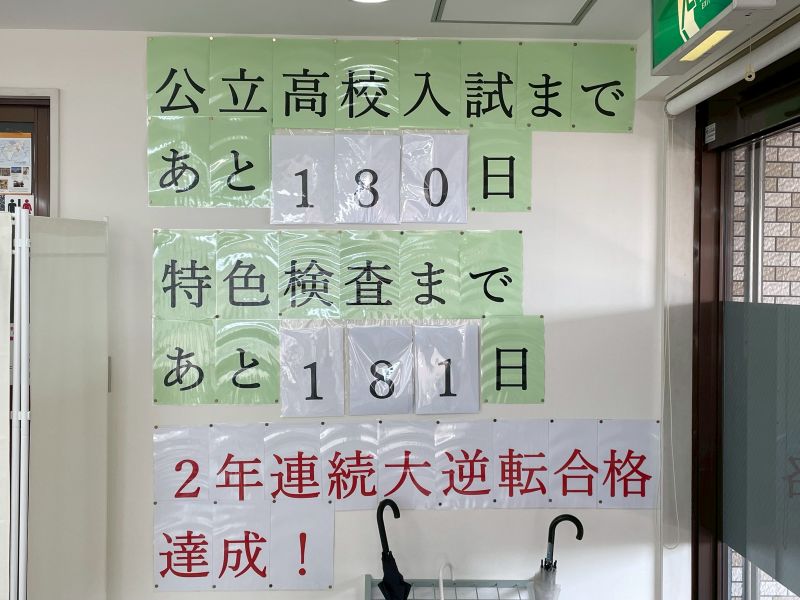 公立高校入試まで
あと180日
特色検査まで
あと181日
2年連続大逆転合格
達成！